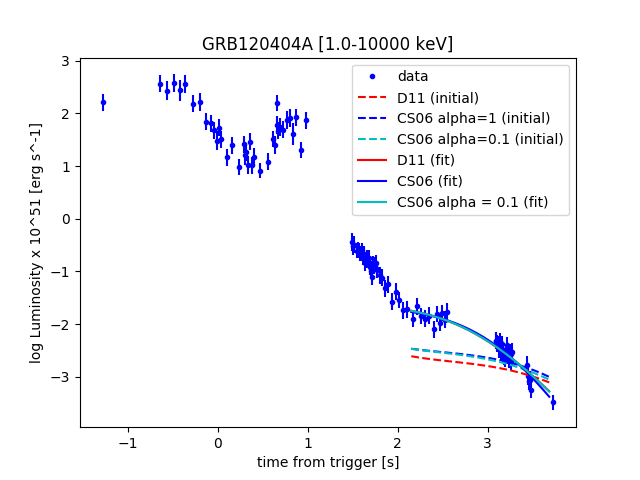 GRB120404A [1.0-10000 keV]
data
D11 (initial)
CS06 alpha=1 (initial)
CS06 alpha=0.1 (initial)
D11 (fit)
CS06 (fit)
CS06 alpha = 0.1 (fit)
log Luminosity x 10^51 [erg s^-1]
3
2
1
0
−1
−2
−3
−1
0
1
2
3
time from trigger [s]